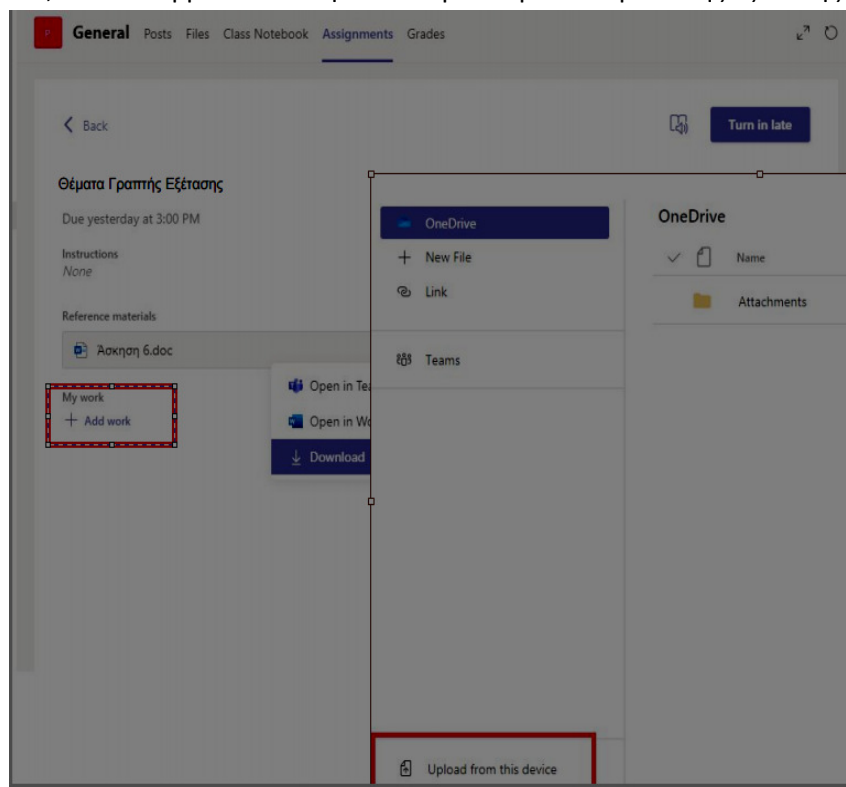 General Posts Files Class Notebook Assignments Grades
Back
Turn in late
Θέματα Γραπτής Εξέτασης
Due yesterday at 3:00 PM
Instructions
None
Reference materials
Άσκηση 6.doc
My work
+ Add work
Open in
Open in
Download
OneDrive
+ New File
Link
Teams
Upload from this device
OneDrive
Name
Attachments